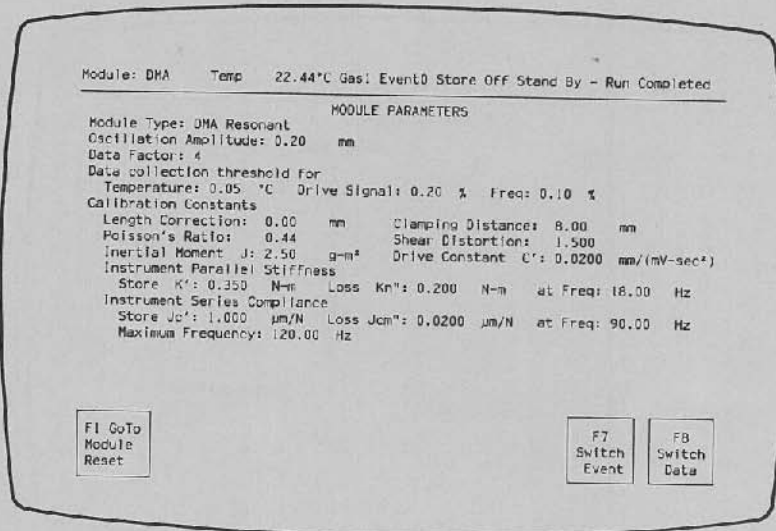 Module: DMA Temp 22.44°C Gas1 Event0 Store Off Stand By - Run Completed
MODULE PARAMETERS
Module Type: DMA Resonant
Oscillation Amplitude: 0.20 mm
Data Factor: 4
Data collection threshold for
Temperature: 0.05 °C Drive Signal: 0.20 % Freq: 0.10 %
Calibration Constants
Length Correction: 0.00 mm Clamping Distance: 8.00 mm
Poisson's Ratio: 0.44 Shear Distortion: 1.500
Inertial Moment J: 2.50 g-m² Drive Constant C': 0.0200 mm/(mV-sec²)
Instrument Parallel Stiffness
Store K': 0.350 N-m Loss Kn": 0.200 N-m at Freq: 18.00 Hz
Instrument Series Compliance
Store Jc': 1.000 µm/N Loss Jcm": 0.0200 µm/N at Freq: 90.00 Hz
Maximum Frequency: 120.00 Hz
F1 GoTo
Module
Reset
F7
Switch
Event
F8
Switch
Data